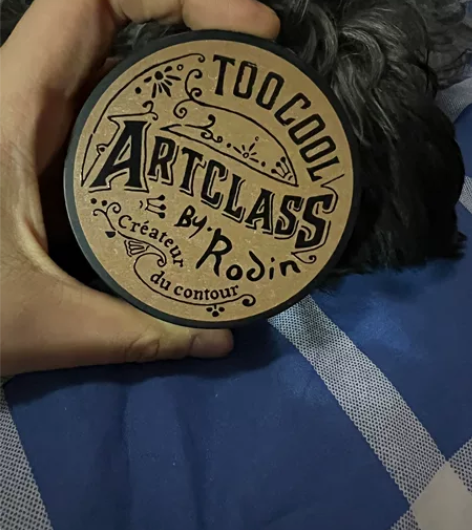 TOO COOL
ARTCLASS
By: Rodin
Créateur
du contour